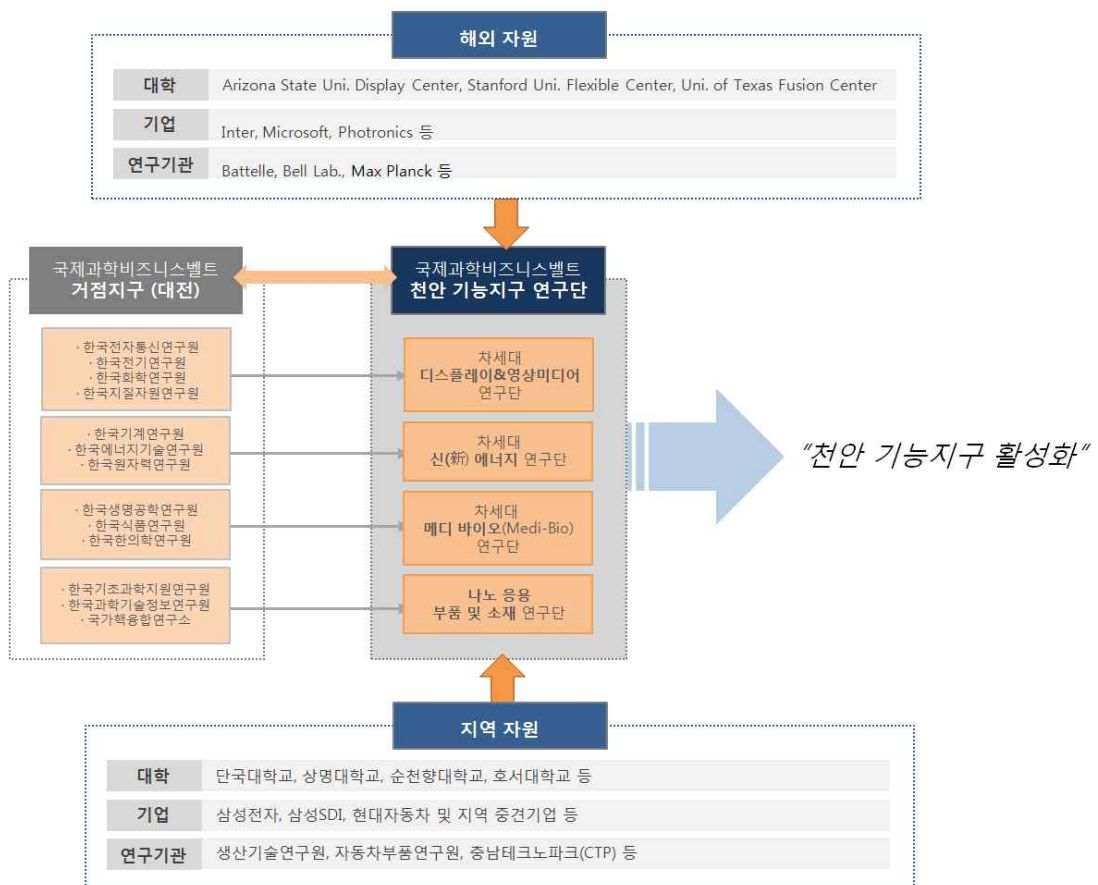 해외 자원
대학 Arizona State Uni. Display Center, Stanford Uni. Flexible Center, Uni. of Texas Fusion Center
기업 Inter, Microsoft, Photronics 등
연구기관 Battelle, Bell Lab., Max Planck 등
국제과학비즈니스벨트
거점지구 (대전)
국제과학비즈니스벨트
천안 기능지구 연구단
· 한국전자통신연구원
· 한국전기연구원
· 한국화학연구원
· 한국지질자원연구원
차세대
디스플레이&영상미디어
연구단
· 한국기계연구원
· 한국에너지기술연구원
· 한국원자력연구원
차세대
신(新) 에너지 연구단
· 한국생명공학연구원
· 한국식품연구원
· 한국한의학연구원
차세대
메디 바이오(Medi-Bio)
연구단
· 한국기초과학지원연구원
· 한국과학기술정보연구원
· 국가핵융합연구소
나노 응용
부품 및 소재 연구단
"천안 기능지구 활성화"
지역 자원
대학 단국대학교, 상명대학교, 순천향대학교, 호서대학교 등
기업 삼성전자, 삼성SDI, 현대자동차 및 지역 중견기업 등
연구기관 생산기술연구원, 자동차부품연구원, 충남테크노파크(CTP) 등